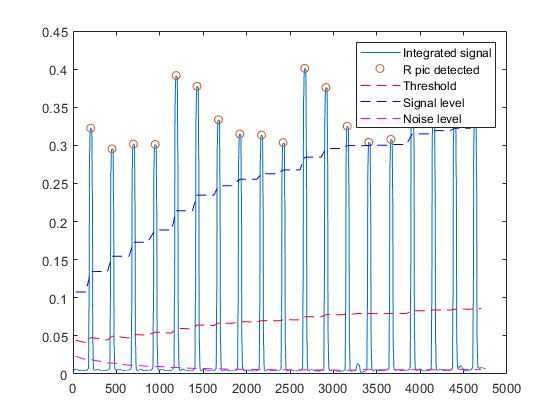 0.45
0.4
0.35
0.3
0.25
0.2
0.15
0.1
0.05
0
Integrated signal
R pic detected
Threshold
Signal level
Noise level
0 500 1000 1500 2000 2500 3000 3500 4000 4500 5000